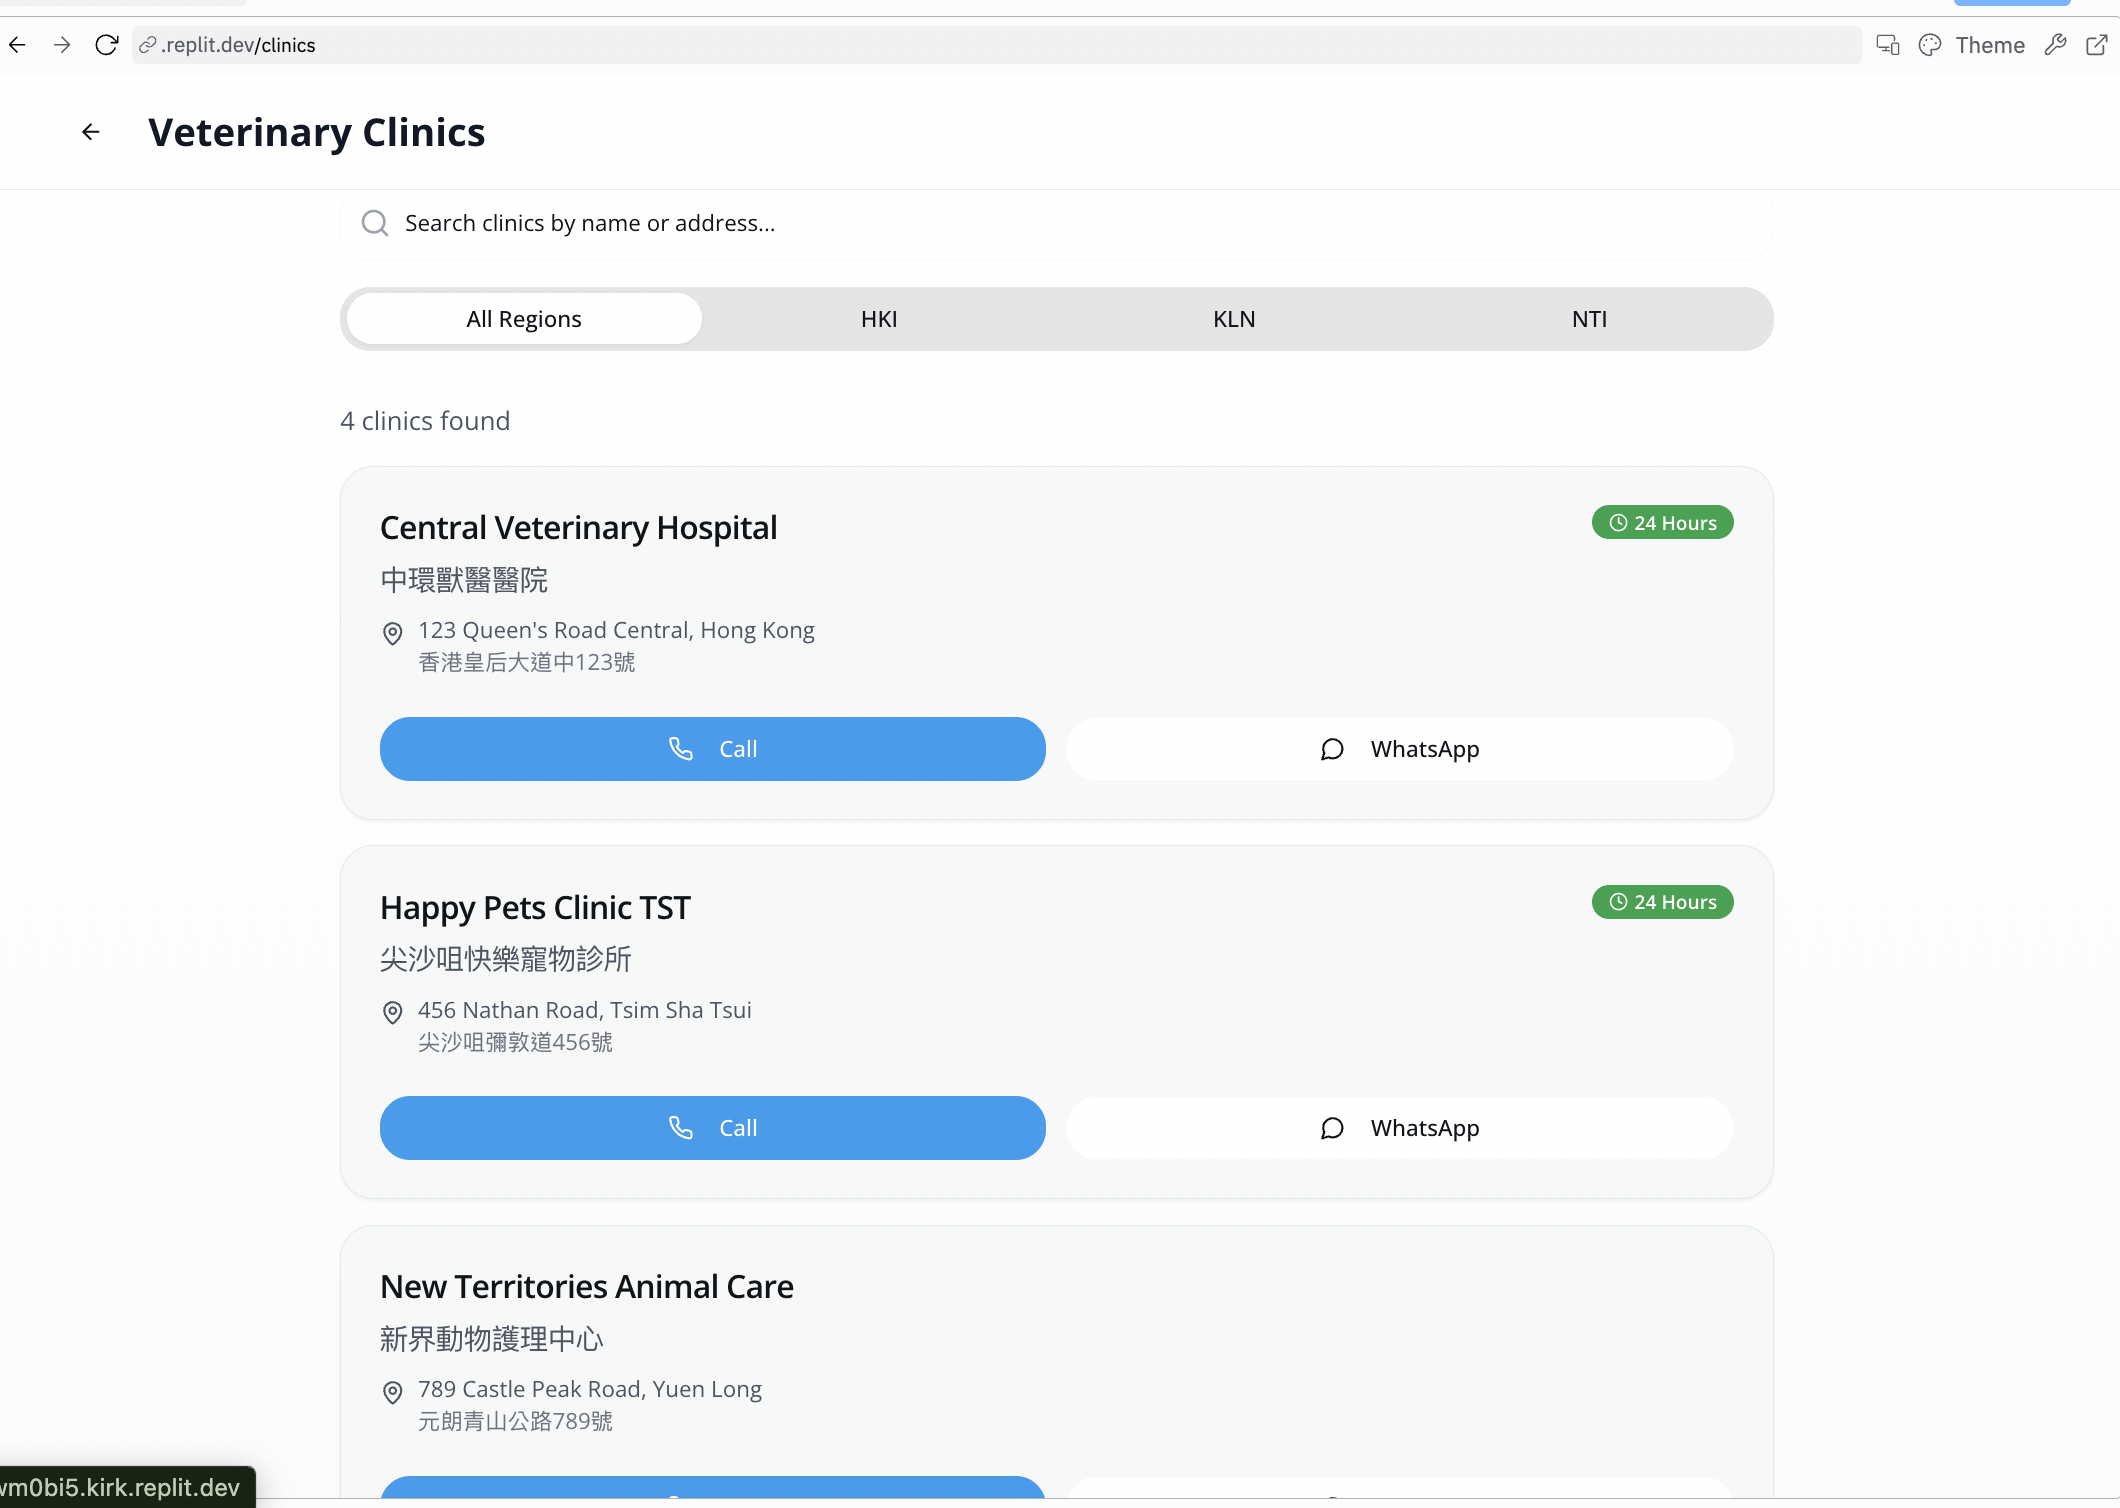 .replit.dev/clinics
Theme
Veterinary Clinics
Search clinics by name or address...
All Regions
HKI
KLN
NTI
4 clinics found
Central Veterinary Hospital
24 Hours
中環獸醫醫院
123 Queen's Road Central, Hong Kong
香港皇后大道中123號
Call
WhatsApp
Happy Pets Clinic TST
24 Hours
尖沙咀快樂寵物診所
456 Nathan Road, Tsim Sha Tsui
尖沙咀彌敦道456號
Call
WhatsApp
New Territories Animal Care
新界動物護理中心
789 Castle Peak Road, Yuen Long
元朗青山公路789號
wm0bi5.kirk.replit.dev